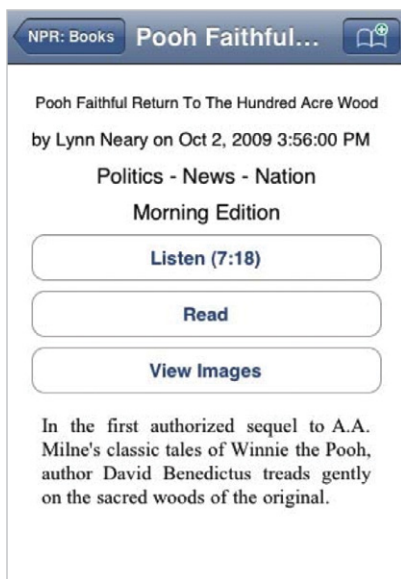 NPR: Books
Pooh Faithful...
Pooh Faithful Return To The Hundred Acre Wood
by Lynn Neary on Oct 2, 2009 3:56:00 PM
Politics - News - Nation
Morning Edition
Listen (7:18)
Read
View Images
In the first authorized sequel to A.A.
Milne's classic tales of Winnie the Pooh,
author David Benedictus treads gently
on the sacred woods of the original.